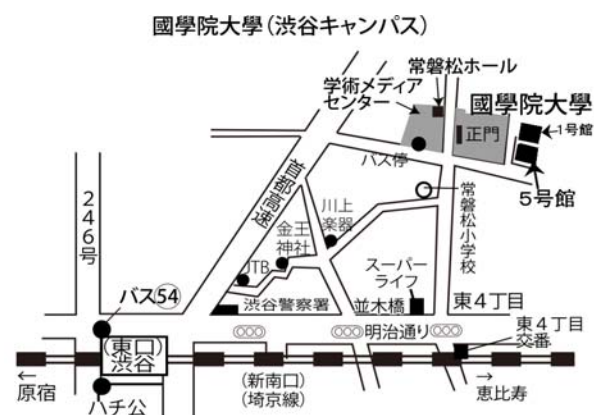 國學院大學(渋谷キャンパス)
常磐松ホール
学術メディア
センター
國學院大學
正門
1号館
バス停
5号館
首都高速
246号
川上
楽器
金王
神社
常磐松小学校
JTB
スーパー
ライフ
バス54
渋谷警察署
並木橋
東4丁目
(東口)
渋谷
明治通り
東4丁目
交番
←
原宿
(新南口)
(埼京線)
→
恵比寿
ハチ公